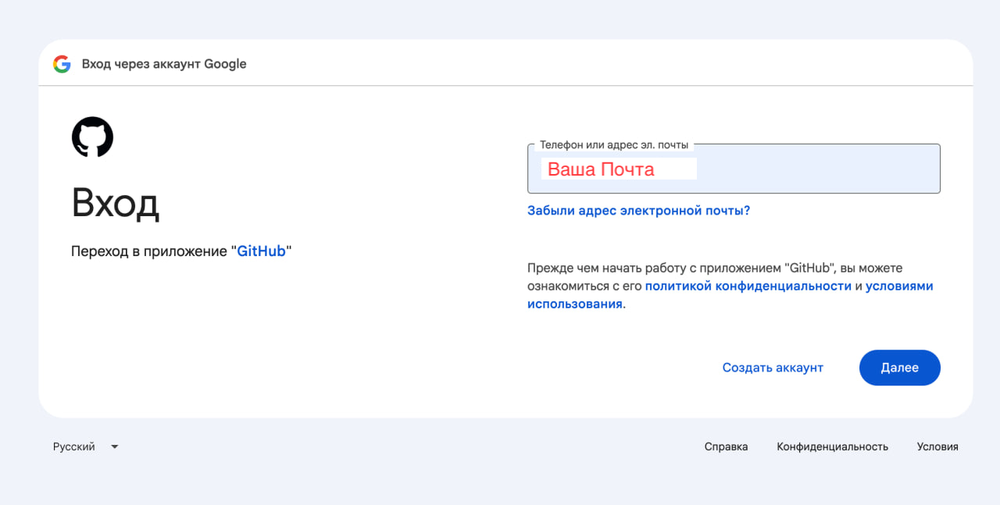 Вход через аккаунт Google
Вход
Переход в приложение "GitHub"
Телефон или адрес эл. почты
Ваша Почта
Забыли адрес электронной почты?
Прежде чем начать работу с приложением "GitHub", вы можете
ознакомиться с его политикой конфиденциальности и условиями
использования.
Создать аккаунт
Далее
Русский
Справка
Конфиденциальность
Условия